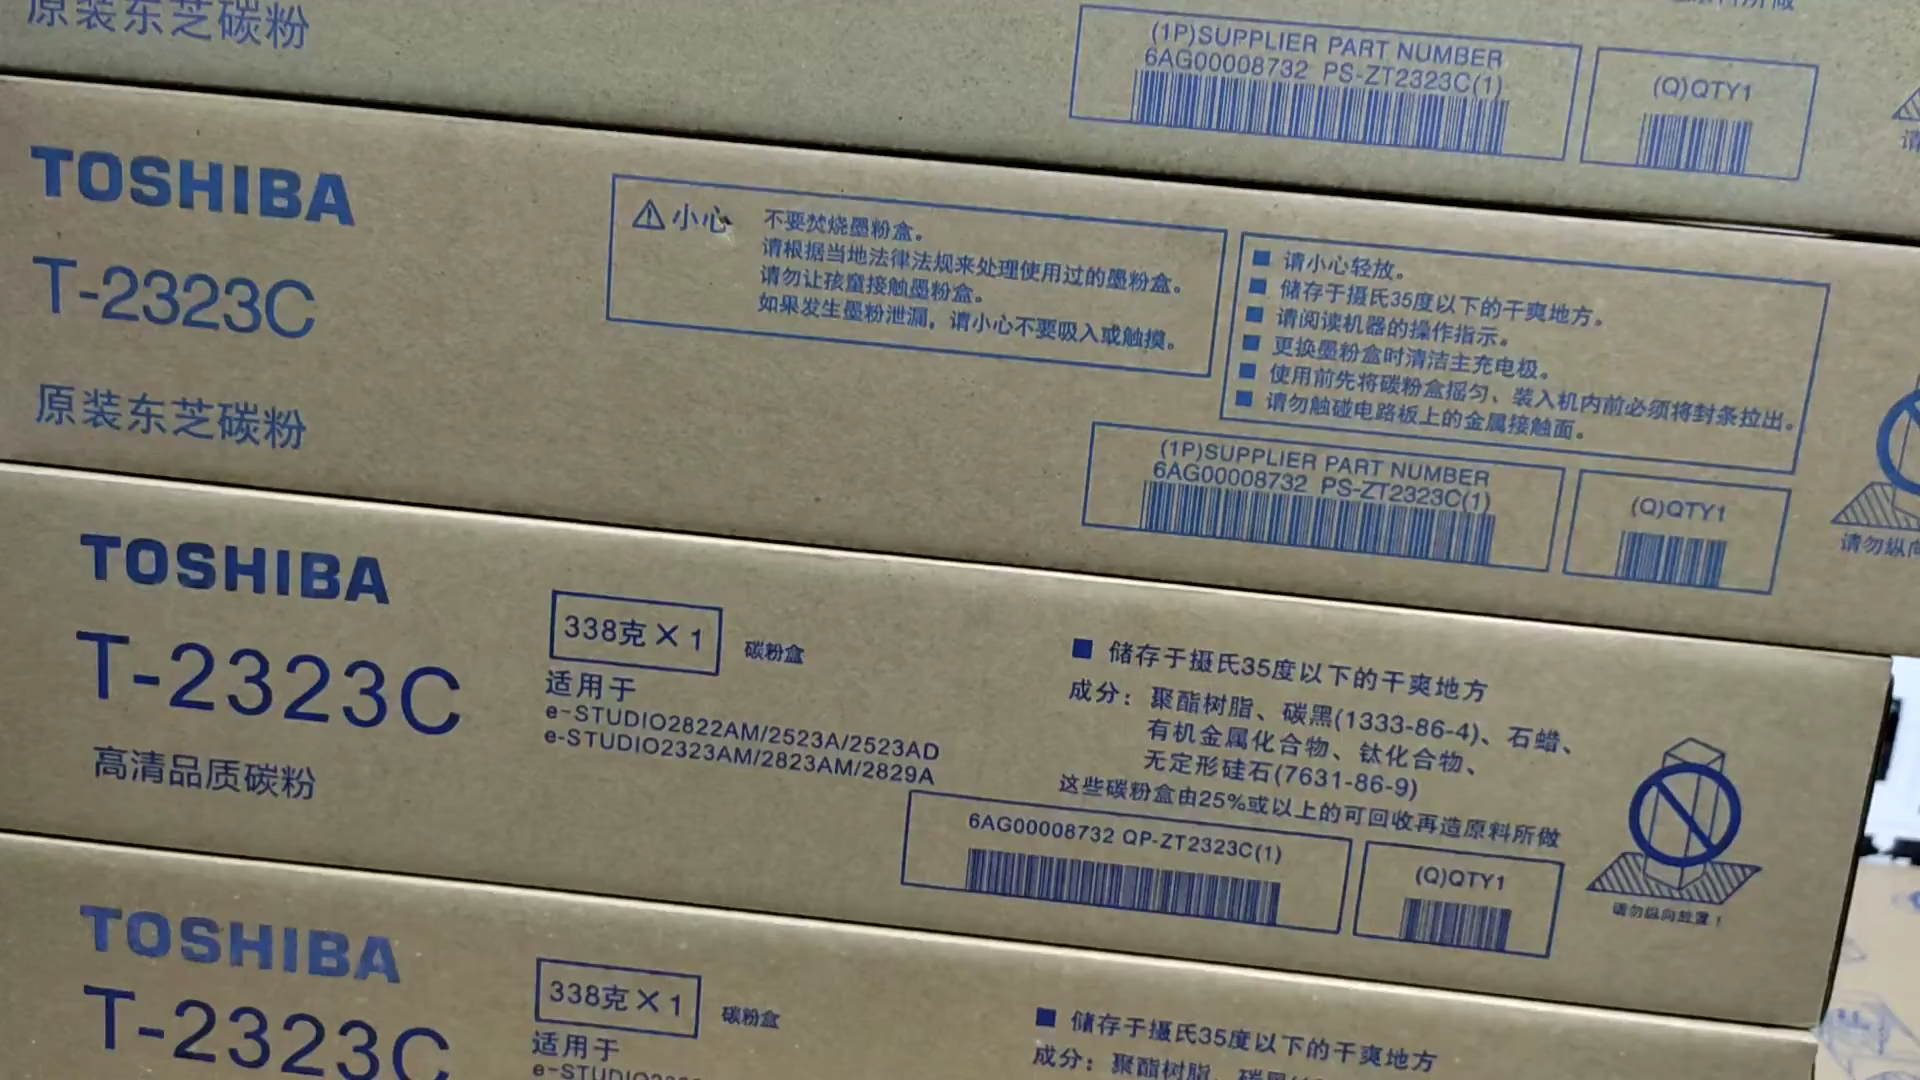 原装东芝碳粉
(1P)SUPPLIER PART NUMBER
6AG00008732 PS-ZT2323C(1)
(Q)QTY1
请
TOSHIBA
T-2323C
原装东芝碳粉
小心
不要焚烧墨粉盒。
请根据当地法律法规来处理使用过的墨粉盒。
请勿让孩童接触墨粉盒。
如果发生墨粉泄漏，请小心不要吸入或触摸。
■ 请小心轻放。
■ 储存于摄氏35度以下的干爽地方。
■ 请阅读机器的操作指示。
■ 更换墨粉盒时清洁主充电极。
■ 使用前先将碳粉盒摇匀、装入机内前必须将封条拉出。
■ 请勿触碰电路板上的金属接触面。
(1P)SUPPLIER PART NUMBER
6AG00008732 PS-ZT2323C(1)
(Q)QTY1
请勿纵向
TOSHIBA
T-2323C
高清品质碳粉
338克×1
碳粉盒
适用于
e-STUDIO2822AM/2523A/2523AD
e-STUDIO2323AM/2823AM/2829A
■ 储存于摄氏35度以下的干爽地方
成分：聚酯树脂、碳黑(1333-86-4)、石蜡、
有机金属化合物、钛化合物、
无定形硅石(7631-86-9)
这些碳粉盒由25%或以上的可回收再造原料所做
6AG00008732 QP-ZT2323C(1)
(Q)QTY1
请勿纵向放置！
TOSHIBA
T-2323C
338克×1
碳粉盒
适用于
■ 储存于摄氏35度以下的干爽地方
成分：聚酯树脂、碳黑